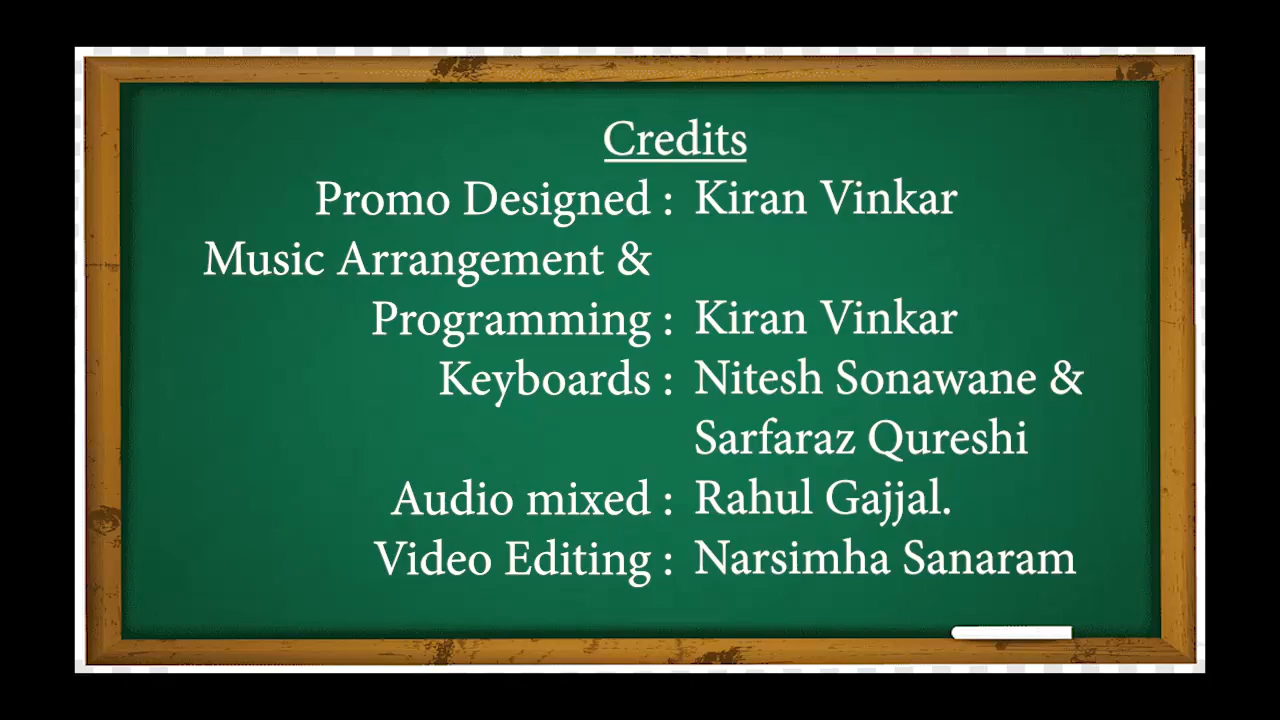 Credits
Promo Designed : Kiran Vinkar
Music Arrangement &
Programming : Kiran Vinkar
Keyboards : Nitesh Sonawane &
Sarfaraz Qureshi
Audio mixed : Rahul Gajjal.
Video Editing : Narsimha Sanaram